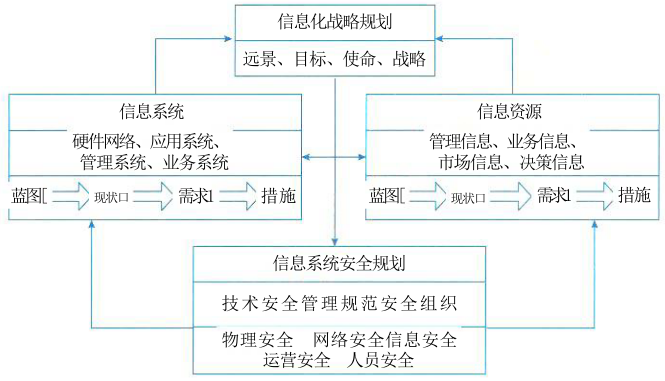 信息化战略规划
远景、目标、使命、战略
信息系统
硬件网络、应用系统、
管理系统、业务系统
蓝图[ 现状口 需求1 措施
信息资源
管理信息、业务信息、
市场信息、决策信息
蓝图[ 现状口 需求1 措施
信息系统安全规划
技术安全管理规范安全组织
物理安全 网络安全信息安全
运营安全 人员安全